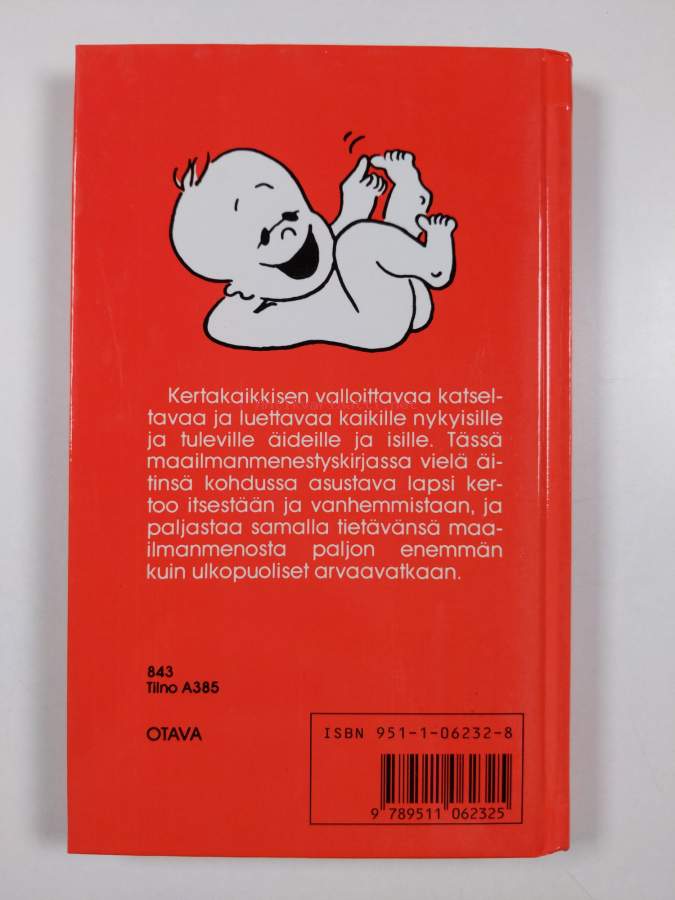 Kertakaikkisen valloittavaa katsel-
tavaa ja luettavaa kaikille nykyisille
ja tuleville äideille ja isille. Tässä
maailmanmenestyskirjassa vielä äi-
tinsä kohdussa asustava lapsi ker-
too itsestään ja vanhemmistaan, ja
paljastaa samalla tietävänsä maa-
ilmanmenosta paljon enemmän
kuin ulkopuoliset arvaavatkaan.
843
Tilno A385
OTAVA
ISBN 951-1-06232-8
9 789511 062325